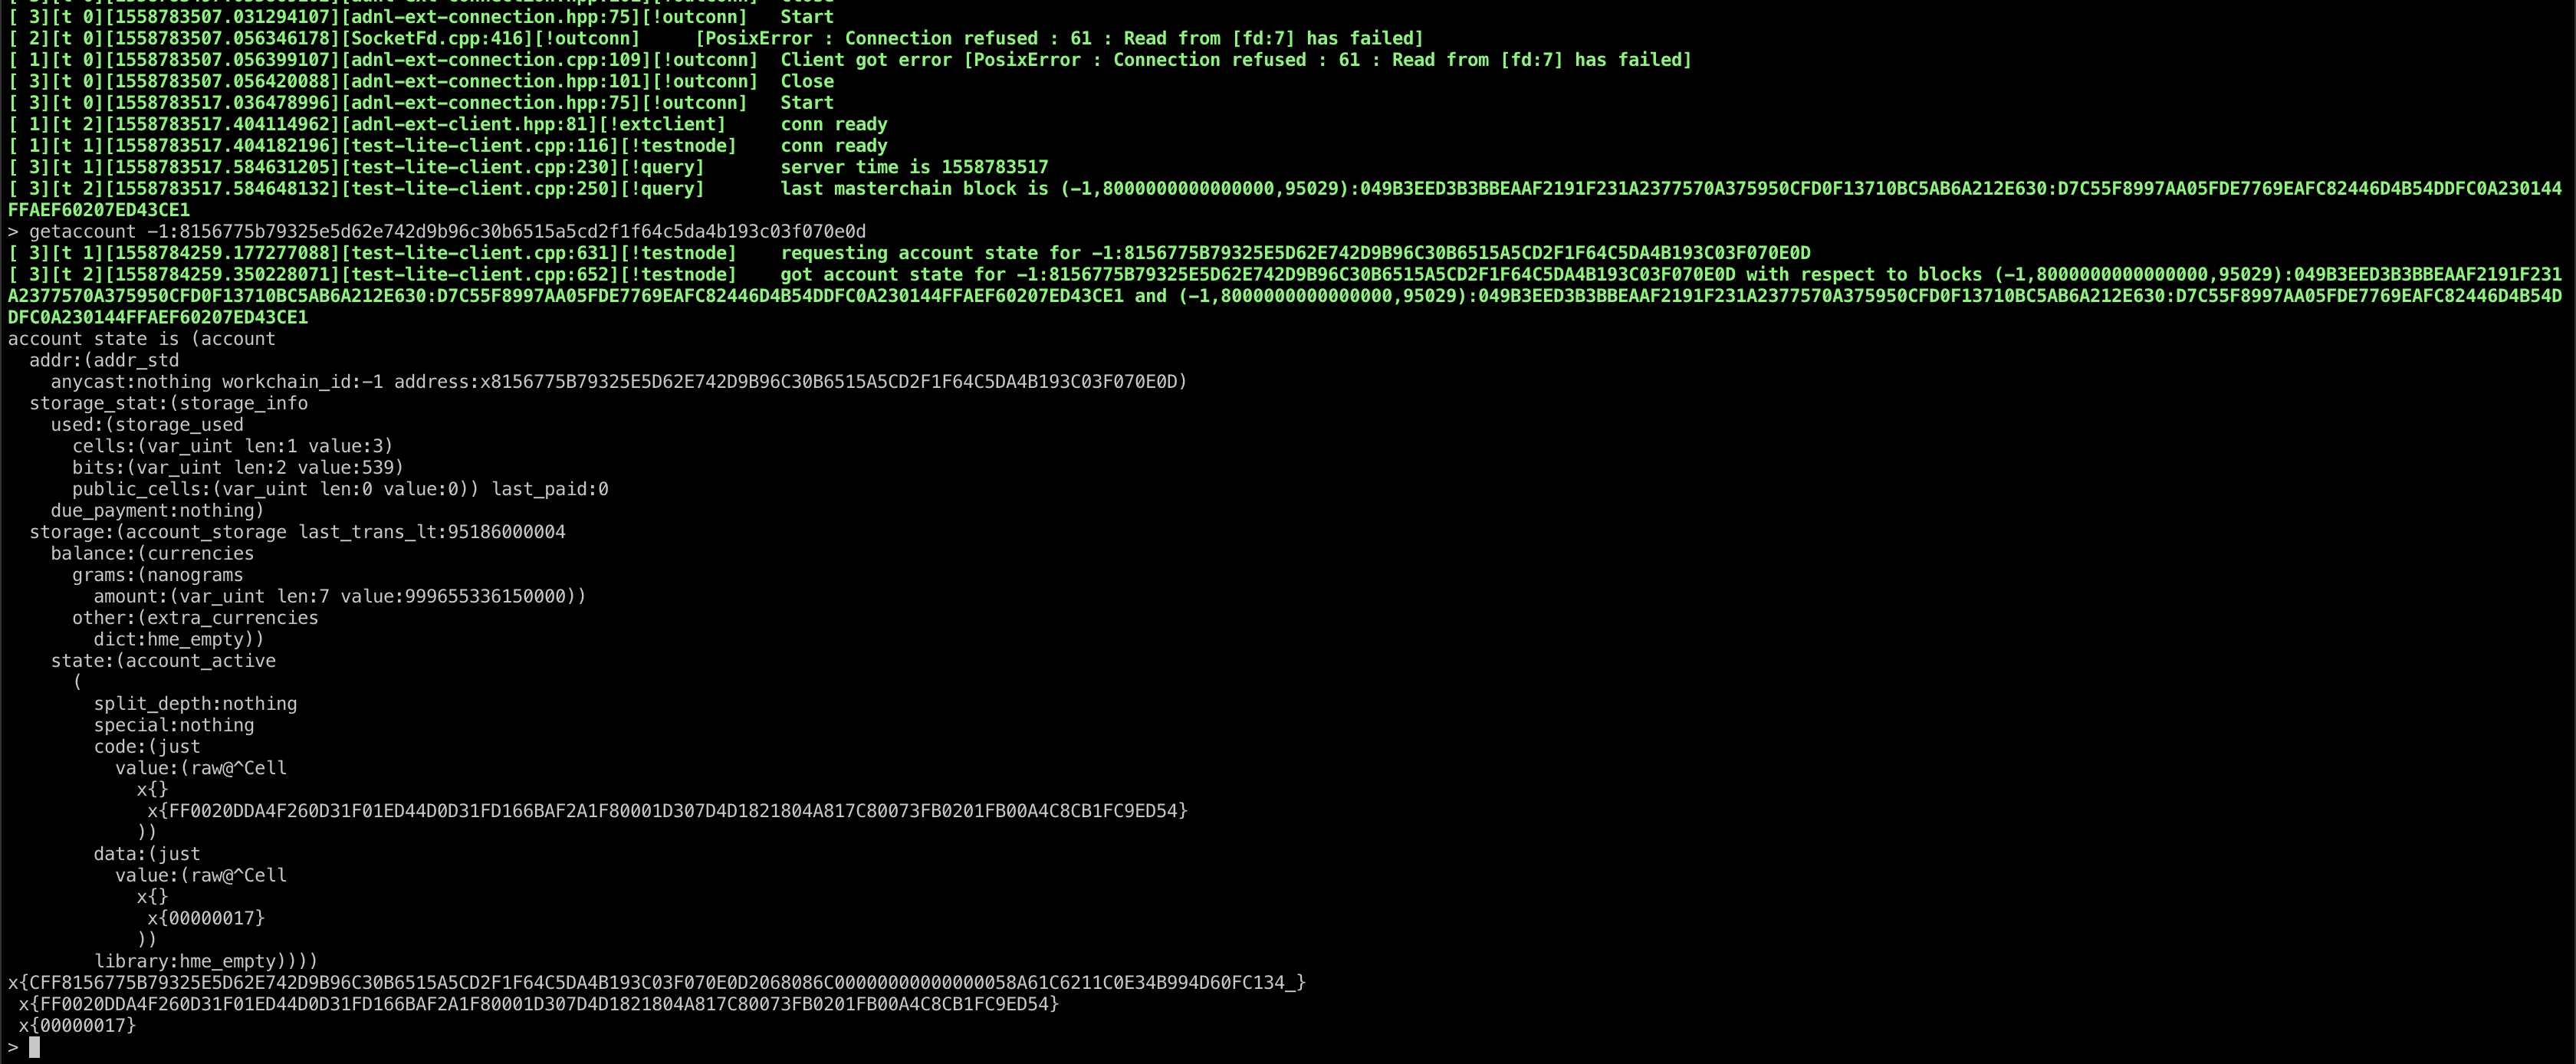 [ 3][t 0][1558783507.031294107][adnl-ext-connection.hpp:75][!outconn]   Start
[ 2][t 0][1558783507.056346178][SocketFd.cpp:416][!outconn]     [PosixError : Connection refused : 61 : Read from [fd:7] has failed]
[ 1][t 0][1558783507.056399107][adnl-ext-connection.cpp:109][!outconn]  Client got error [PosixError : Connection refused : 61 : Read from [fd:7] has failed]
[ 3][t 0][1558783507.056420088][adnl-ext-connection.hpp:101][!outconn]  Close
[ 3][t 0][1558783517.036478996][adnl-ext-connection.hpp:75][!outconn]   Start
[ 1][t 2][1558783517.404114962][adnl-ext-client.hpp:81][!extclient]     conn ready
[ 1][t 1][1558783517.404182196][test-lite-client.cpp:116][!testnode]    conn ready
[ 3][t 1][1558783517.584631205][test-lite-client.cpp:230][!query]       server time is 1558783517
[ 3][t 2][1558783517.584648132][test-lite-client.cpp:250][!query]       last masterchain block is (-1,8000000000000000,95029):049B3EED3B3BBEAAF2191F231A2377570A375950CFD0F13710BC5AB6A212E630:D7C55F8997AA05FDE7769EAFC82446D4B54DDFC0A230144
FFAEF60207ED43CE1
> getaccount -1:8156775b79325e5d62e742d9b96c30b6515a5cd2f1f64c5da4b193c03f070e0d
[ 3][t 1][1558784259.177277088][test-lite-client.cpp:631][!testnode]    requesting account state for -1:8156775B79325E5D62E742D9B96C30B6515A5CD2F1F64C5DA4B193C03F070E0D
[ 3][t 2][1558784259.350228071][test-lite-client.cpp:652][!testnode]    got account state for -1:8156775B79325E5D62E742D9B96C30B6515A5CD2F1F64C5DA4B193C03F070E0D with respect to blocks (-1,8000000000000000,95029):049B3EED3B3BBEAAF2191F231
A2377570A375950CFD0F13710BC5AB6A212E630:D7C55F8997AA05FDE7769EAFC82446D4B54DDFC0A230144FFAEF60207ED43CE1 and (-1,8000000000000000,95029):049B3EED3B3BBEAAF2191F231A2377570A375950CFD0F13710BC5AB6A212E630:D7C55F8997AA05FDE7769EAFC82446D4B54D
DFC0A230144FFAEF60207ED43CE1
account state is (account
  addr:(addr_std
    anycast:nothing workchain_id:-1 address:x8156775B79325E5D62E742D9B96C30B6515A5CD2F1F64C5DA4B193C03F070E0D)
  storage_stat:(storage_info
    used:(storage_used
      cells:(var_uint len:1 value:3)
      bits:(var_uint len:2 value:539)
      public_cells:(var_uint len:0 value:0)) last_paid:0
    due_payment:nothing)
  storage:(account_storage last_trans_lt:95186000004
    balance:(currencies
      grams:(nanograms
        amount:(var_uint len:7 value:999655336150000))
      other:(extra_currencies
        dict:hme_empty))
    state:(account_active
      (
        split_depth:nothing
        special:nothing
        code:(just
          value:(raw@^Cell
            x{}
             x{FF0020DDA4F260D31F01ED44D0D31FD166BAF2A1F80001D307D4D1821804A817C80073FB0201FB00A4C8CB1FC9ED54}
            ))
        data:(just
          value:(raw@^Cell
            x{}
             x{00000017}
            ))
        library:hme_empty))))
x{CFF8156775B79325E5D62E742D9B96C30B6515A5CD2F1F64C5DA4B193C03F070E0D2068086C00000000000000058A61C6211C0E34B994D60FC134_}
 x{FF0020DDA4F260D31F01ED44D0D31FD166BAF2A1F80001D307D4D1821804A817C80073FB0201FB00A4C8CB1FC9ED54}
 x{00000017}
>